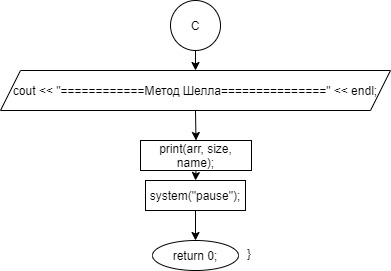 C
cout << "============Метод Шелла===============" << endl;
print(arr, size,
name);
system("pause");
return 0;
}